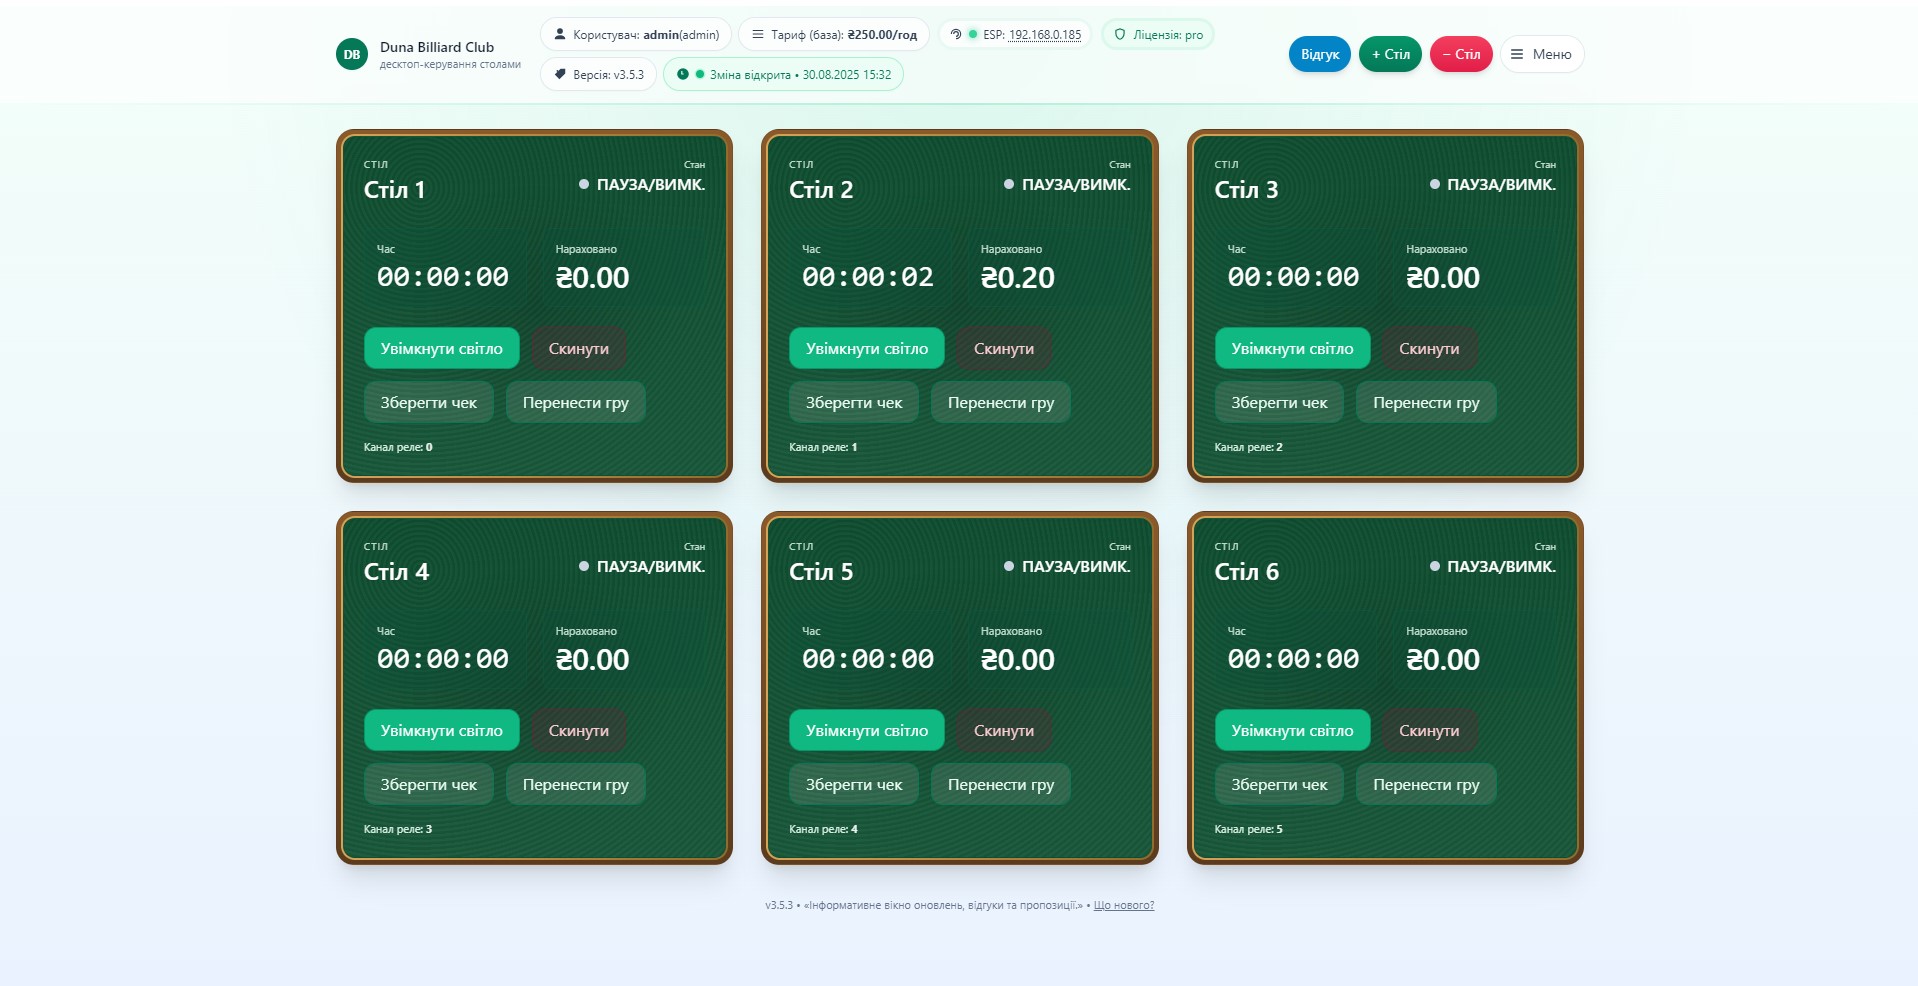 DB
Duna Billiard Club
десктоп-керування столами
Користувач: admin(admin)
Тариф (база): ₴250.00/год
ESP: 192.168.0.185
Ліцензія: pro
Версія: v3.5.3
Зміна відкрита • 30.08.2025 15:32
Відгук
+ Стіл
− Стіл
Меню
СТІЛ
Стан
Стіл 1
ПАУЗА/ВИМК.
Час
Нараховано
00:00:00
₴0.00
Увімкнути світло
Скинути
Зберегти чек
Перенести гру
Канал реле: 0
СТІЛ
Стан
Стіл 2
ПАУЗА/ВИМК.
Час
Нараховано
00:00:02
₴0.20
Увімкнути світло
Скинути
Зберегти чек
Перенести гру
Канал реле: 1
СТІЛ
Стан
Стіл 3
ПАУЗА/ВИМК.
Час
Нараховано
00:00:00
₴0.00
Увімкнути світло
Скинути
Зберегти чек
Перенести гру
Канал реле: 2
СТІЛ
Стан
Стіл 4
ПАУЗА/ВИМК.
Час
Нараховано
00:00:00
₴0.00
Увімкнути світло
Скинути
Зберегти чек
Перенести гру
Канал реле: 3
СТІЛ
Стан
Стіл 5
ПАУЗА/ВИМК.
Час
Нараховано
00:00:00
₴0.00
Увімкнути світло
Скинути
Зберегти чек
Перенести гру
Канал реле: 4
СТІЛ
Стан
Стіл 6
ПАУЗА/ВИМК.
Час
Нараховано
00:00:00
₴0.00
Увімкнути світло
Скинути
Зберегти чек
Перенести гру
Канал реле: 5
v3.5.3 • «Інформативне вікно оновлень, відгуки та пропозиції.» • Що нового?